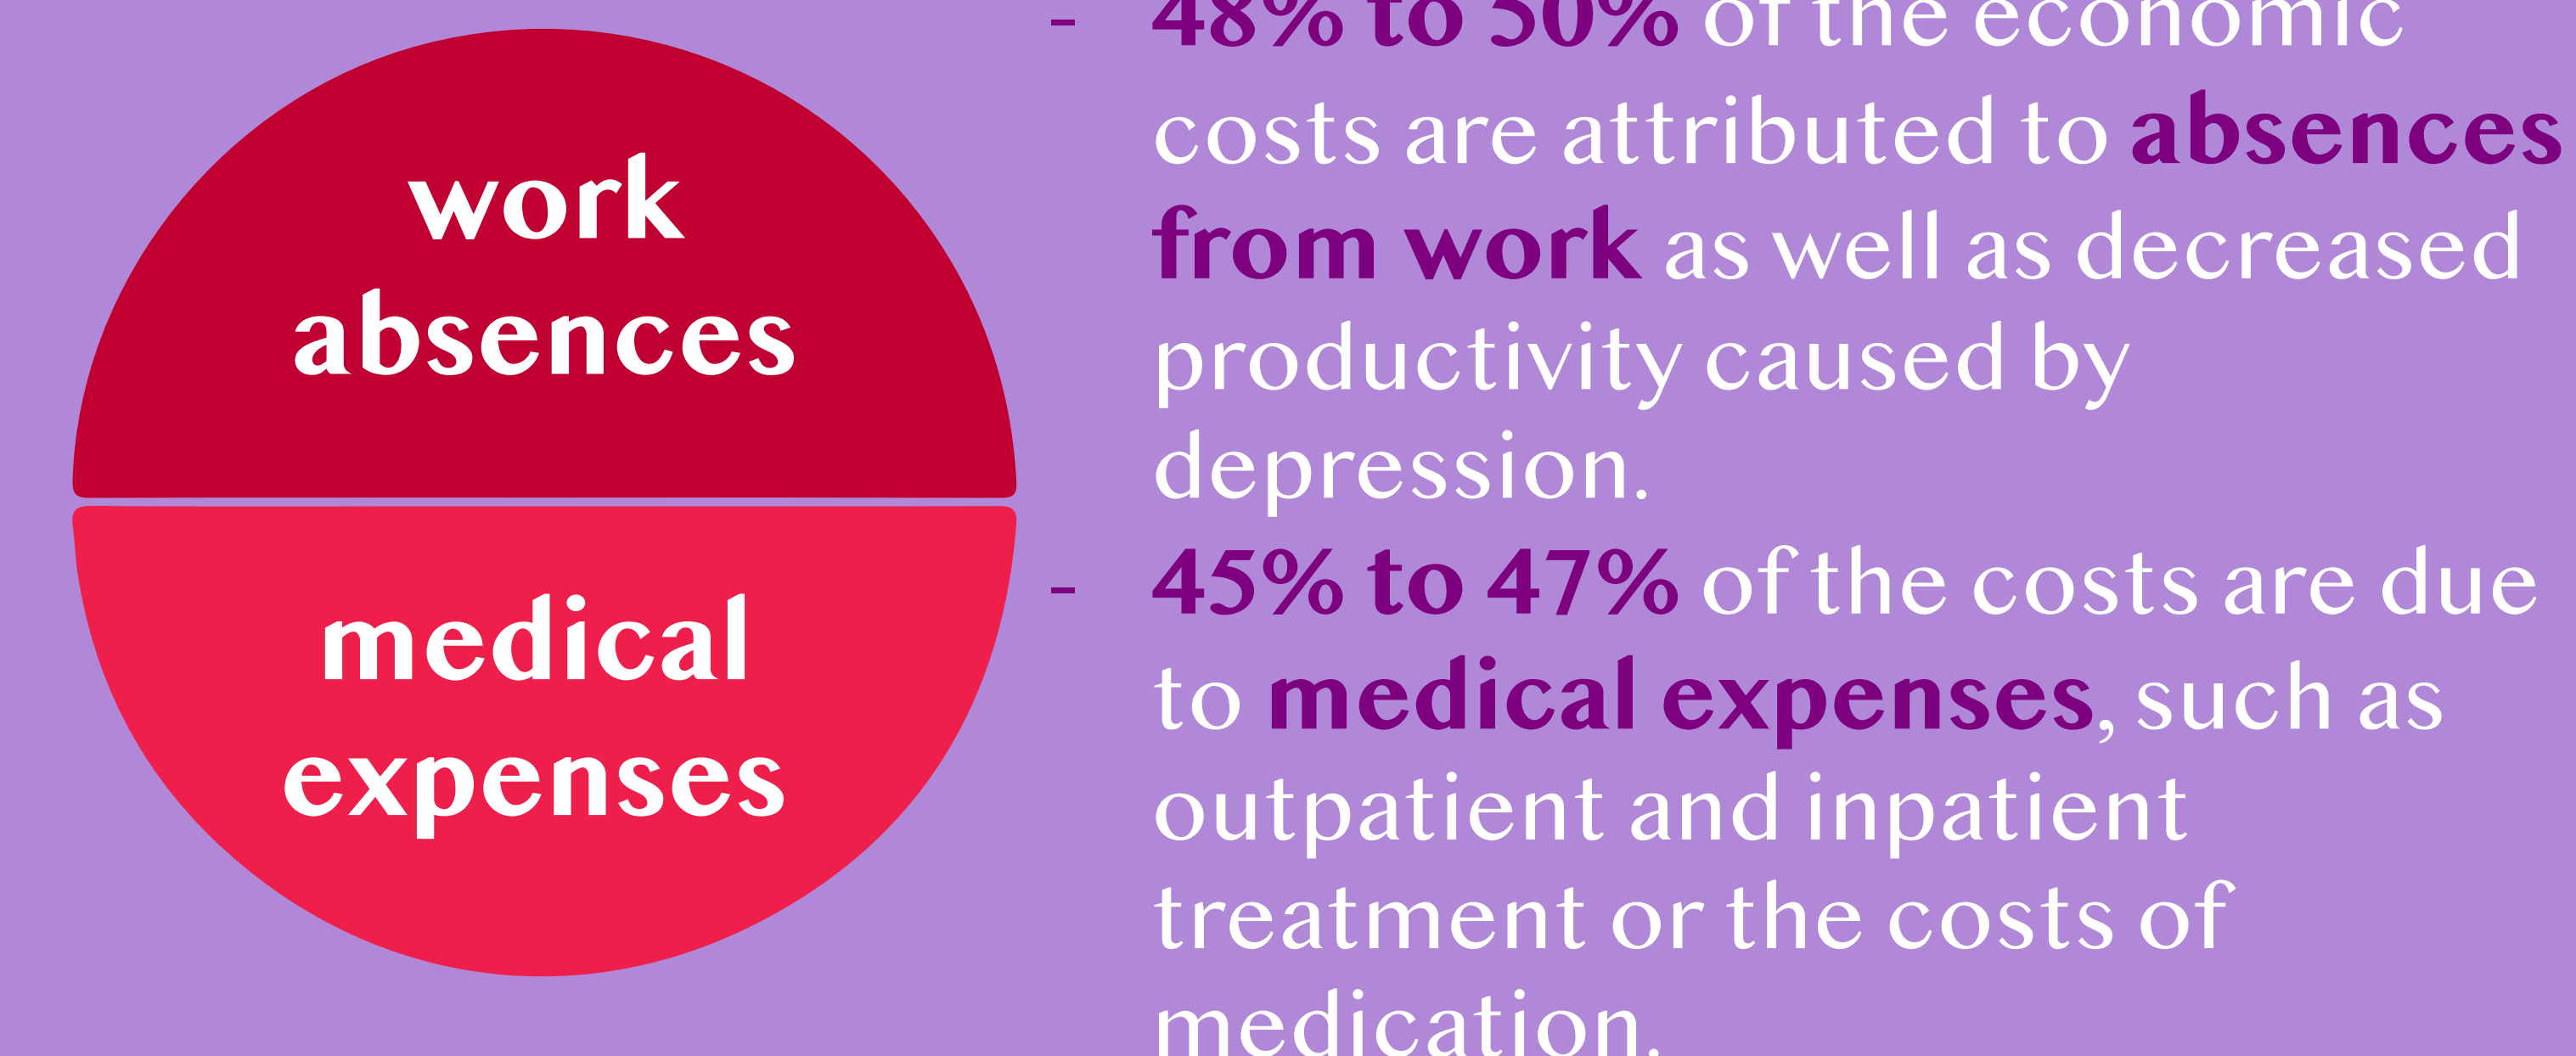 work
absences
medical
expenses
- 48% to 50% of the economic
costs are attributed to absences
from work as well as decreased
productivity caused by
depression.
- 45% to 47% of the costs are due
to medical expenses, such as
outpatient and inpatient
treatment or the costs of
medication.